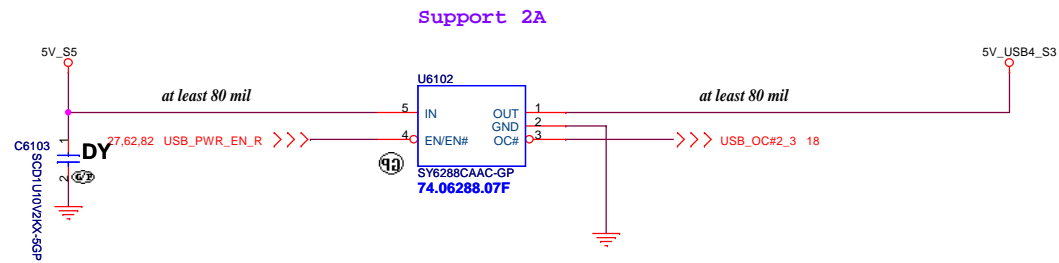 Support 2A
5V_S5
5V_USB4_S3
U6102
at least 80 mil
at least 80 mil
5 IN OUT 1
GND 2
27,62,82 USB_PWR_EN_R 4 EN/EN# OC# 3 USB_OC#2_3 18
C6103
1
DY
2
SCD1U10V2KX-5GP
GP
GP
SY6288CAAC-GP
74.06288.07F